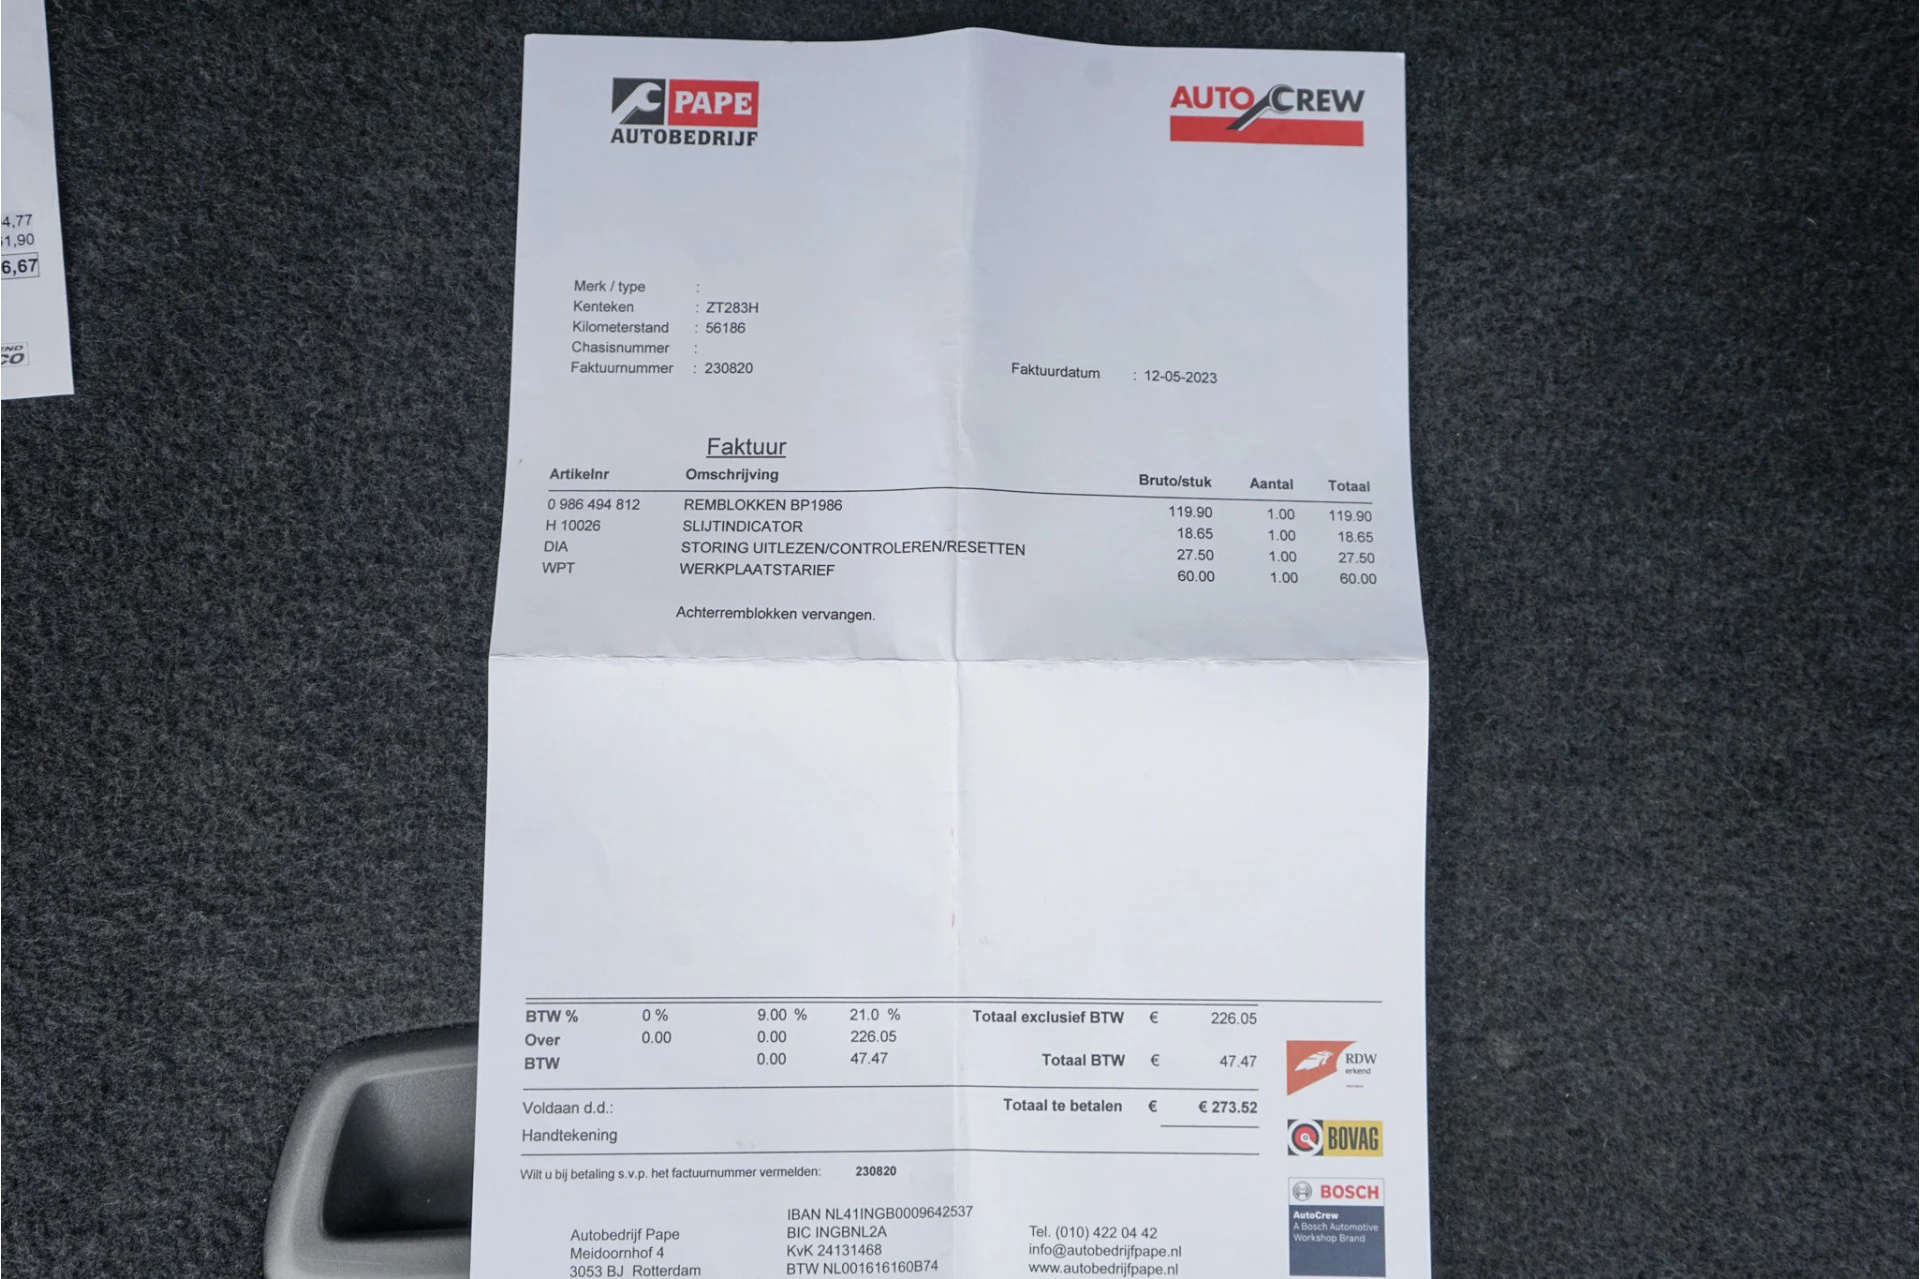 4,77
1,90
6,67
CO
PAPE
AUTOBEDRIJF
AUTO CREW
Merk / type :
Kenteken : ZT283H
Kilometerstand : 56186
Chasisnummer :
Faktuurnummer : 230820
Faktuurdatum : 12-05-2023
Faktuur
Artikelnr Omschrijving Bruto/stuk Aantal Totaal
0 986 494 812 REMBLOKKEN BP1986 119.90 1.00 119.90
H 10026 SLIJTINDICATOR 18.65 1.00 18.65
DIA STORING UITLEZEN/CONTROLEREN/RESETTEN 27.50 1.00 27.50
WPT WERKPLAATSTARIEF 60.00 1.00 60.00
Achterremblokken vervangen.
BTW % 0 % 9.00 % 21.0 % Totaal exclusief BTW € 226.05
Over 0.00 0.00 226.05
BTW 0.00 47.47 Totaal BTW € 47.47
Voldaan d.d.: Totaal te betalen € € 273.52
Handtekening
Wilt u bij betaling s.v.p. het factuurnummer vermelden: 230820
RDW
erkend
BOVAG
BOSCH
AutoCrew
A Bosch Automotive
Workshop Brand
IBAN NL41INGB0009642537
Autobedrijf Pape BIC INGBNL2A Tel. (010) 422 04 42
Meidoornhof 4 KvK 24131468 info@autobedrijfpape.nl
3053 BJ Rotterdam BTW NL001616160B74 www.autobedrijfpape.nl